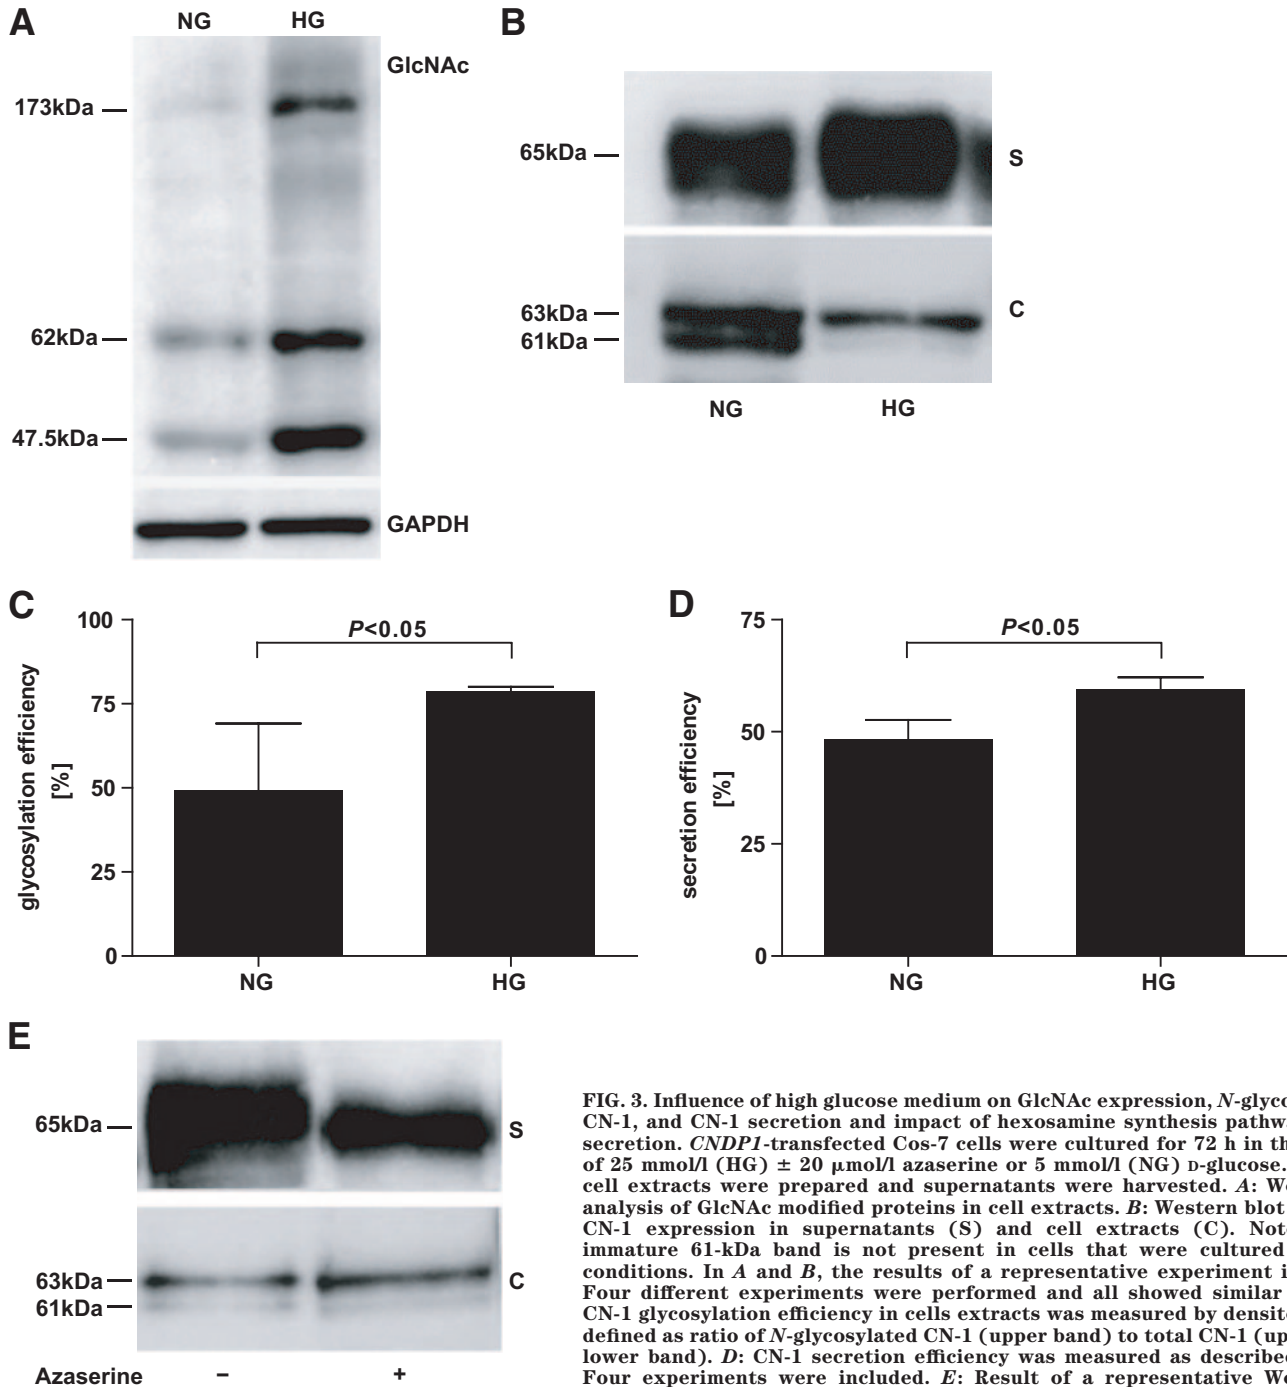 A
NG HG
GlcNAc
173kDa
62kDa
47.5kDa
GAPDH
B
65kDa
S
63kDa
61kDa
C
NG HG
C
100
75
50
25
0
glycosylation efficiency
[%]
P<0.05
NG HG
D
75
50
25
0
secretion efficiency
[%]
P<0.05
NG HG
E
65kDa
S
63kDa
61kDa
C
Azaserine − +
FIG. 3. Influence of high glucose medium on GlcNAc expression, N-glyco
CN-1, and CN-1 secretion and impact of hexosamine synthesis pathwa
secretion. CNDP1-transfected Cos-7 cells were cultured for 72 h in th
of 25 mmol/l (HG) ± 20 μmol/l azaserine or 5 mmol/l (NG) D-glucose.
cell extracts were prepared and supernatants were harvested. A: We
analysis of GlcNAc modified proteins in cell extracts. B: Western blot
CN-1 expression in supernatants (S) and cell extracts (C). Not
immature 61-kDa band is not present in cells that were cultured
conditions. In A and B, the results of a representative experiment i
Four different experiments were performed and all showed similar
CN-1 glycosylation efficiency in cells extracts was measured by densito
defined as ratio of N-glycosylated CN-1 (upper band) to total CN-1 (up
lower band). D: CN-1 secretion efficiency was measured as described
Four experiments were included. E: Result of a representative We